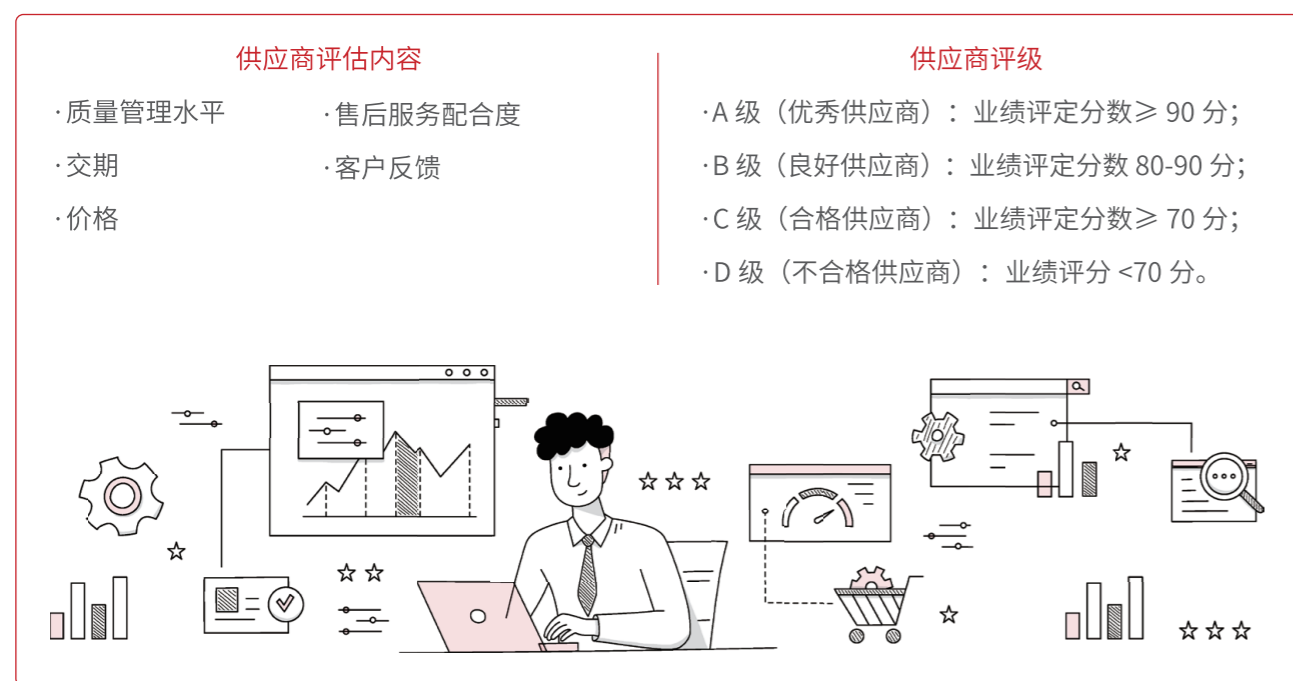 供应商评估内容
·质量管理水平
·交期
·价格
·售后服务配合度
·客户反馈
供应商评级
·A 级（优秀供应商）：业绩评定分数≥ 90 分；
·B 级（良好供应商）：业绩评定分数 80-90 分；
·C 级（合格供应商）：业绩评定分数≥ 70 分；
·D 级（不合格供应商）：业绩评分 <70 分。